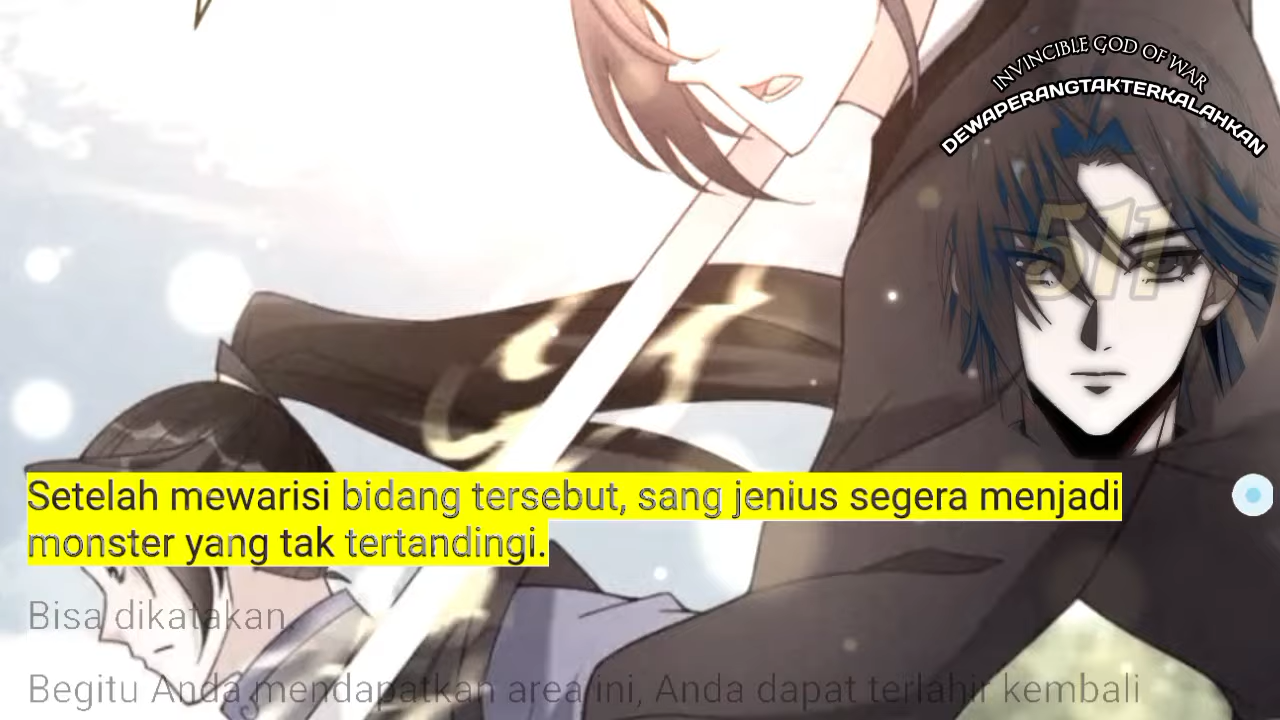 INVINCIBLE GOD OF WAR
DEWAPERANGTAKTERKALAHKAN
511
Setelah mewarisi bidang tersebut, sang jenius segera menjadi
monster yang tak tertandingi.
Bisa dikatakan,
Begitu Anda mendapatkan area ini, Anda dapat terlahir kembali